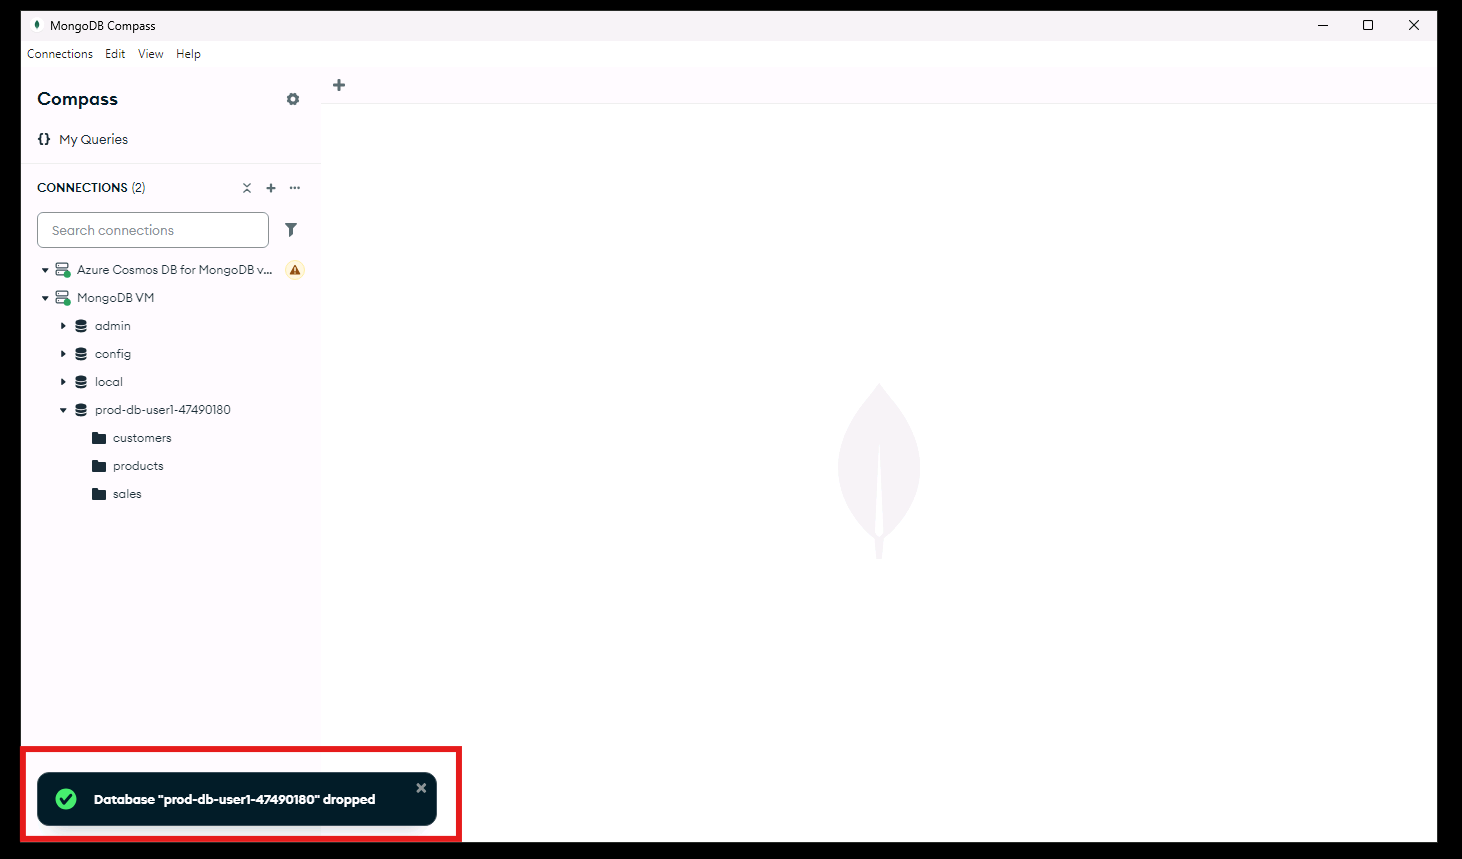 MongoDB Compass
Connections Edit View Help
Compass
{} My Queries
CONNECTIONS (2)
Search connections
Azure Cosmos DB for MongoDB v...
MongoDB VM
admin
config
local
prod-db-user1-47490180
customers
products
sales
Database "prod-db-user1-47490180" dropped